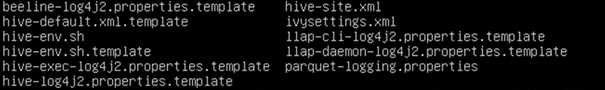 beeline-log4j2.properties.template hive-site.xml
hive-default.xml.template ivysettings.xml
hive-env.sh llap-cli-log4j2.properties.template
hive-env.sh.template llap-daemon-log4j2.properties.template
hive-exec-log4j2.properties.template parquet-logging.properties
hive-log4j2.properties.template